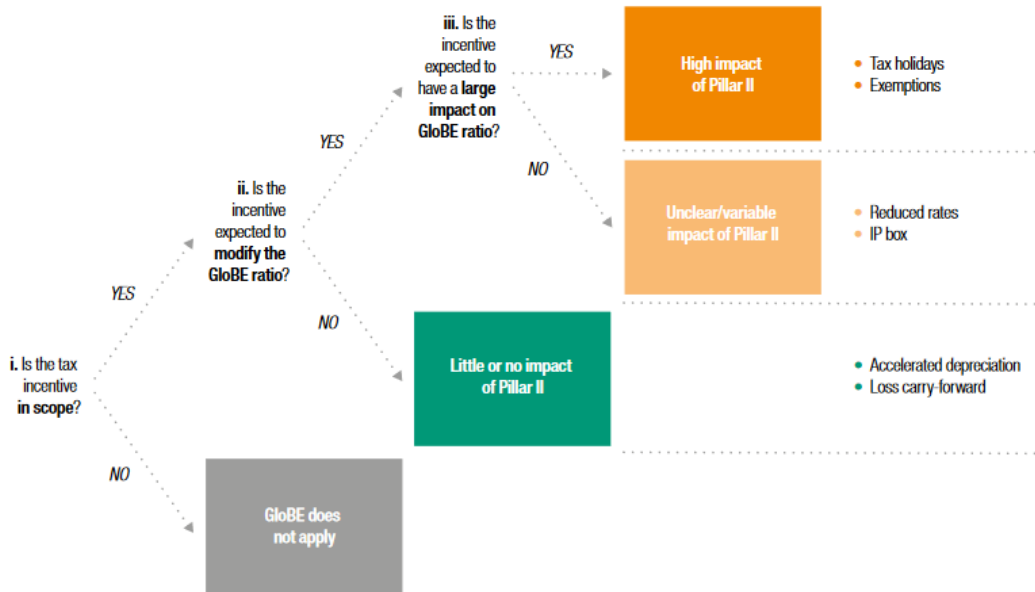 iii. Is the
incentive
expected to
have a large
impact on
GloBE ratio?
YES
High impact
of Pillar II
• Tax holidays
• Exemptions
YES
NO
ii. Is the
incentive
expected to
modify the
GloBE ratio?
Unclear/variable
impact of Pillar II
• Reduced rates
• IP box
YES
NO
i. Is the tax
incentive
in scope?
Little or no impact
of Pillar II
• Accelerated depreciation
• Loss carry-forward
NO
GloBE does
not apply